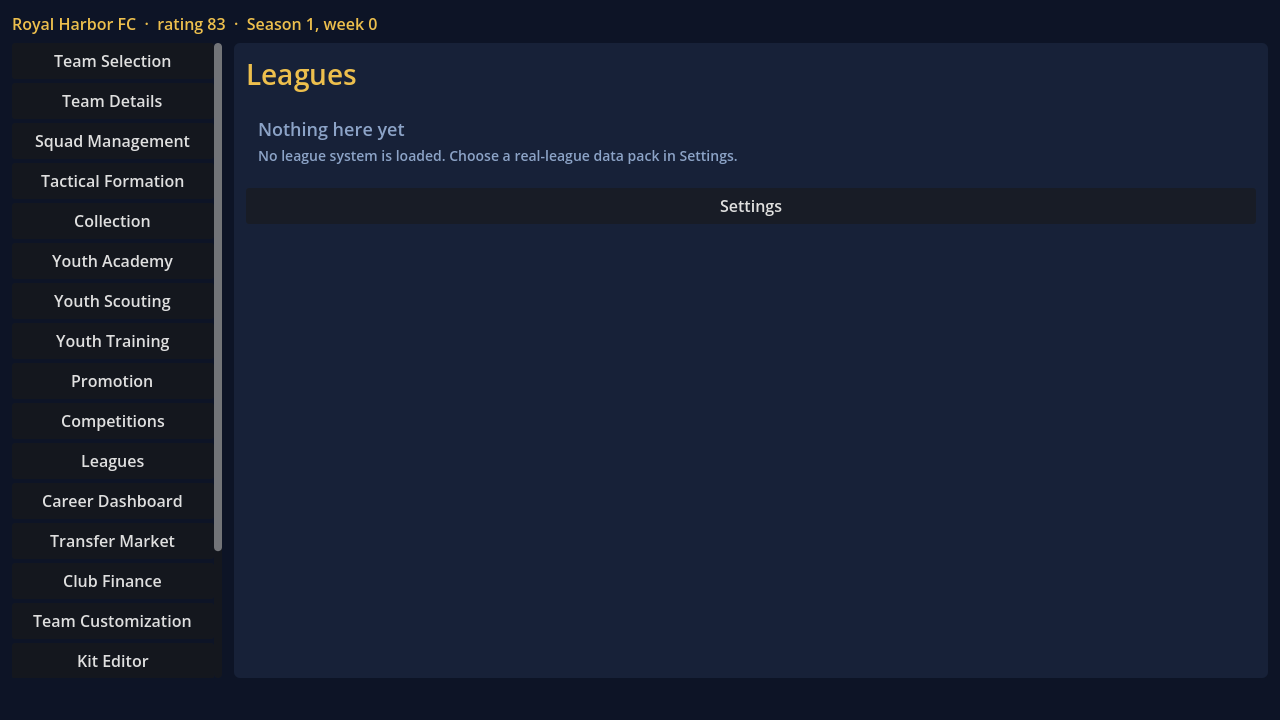 Royal Harbor FC · rating 83 · Season 1, week 0
Team Selection
Team Details
Squad Management
Tactical Formation
Collection
Youth Academy
Youth Scouting
Youth Training
Promotion
Competitions
Leagues
Career Dashboard
Transfer Market
Club Finance
Team Customization
Kit Editor
Leagues
Nothing here yet
No league system is loaded. Choose a real-league data pack in Settings.
Settings